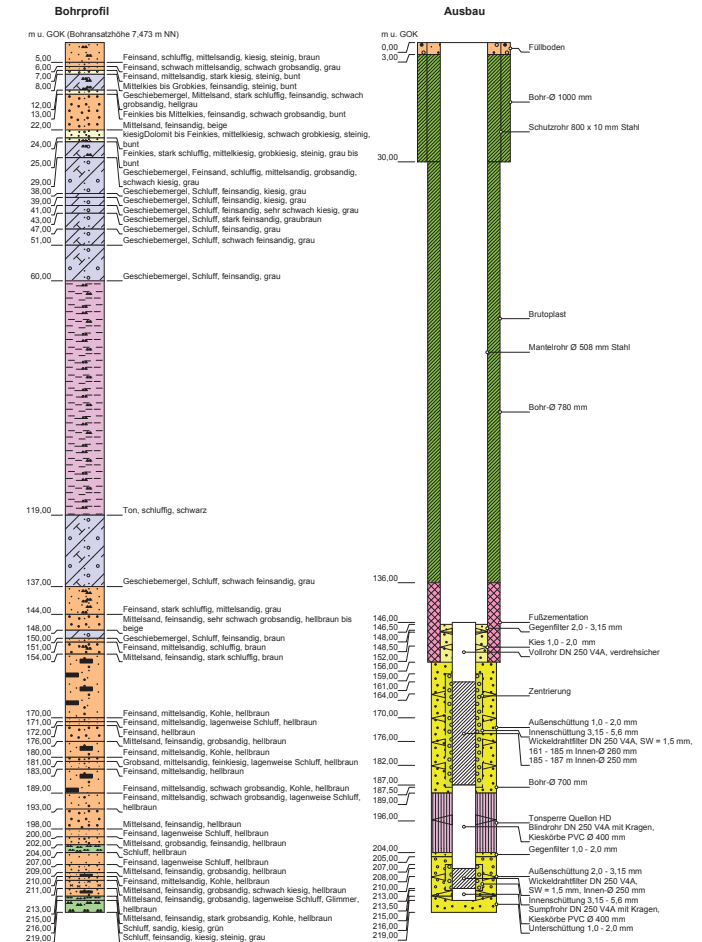 Bohrprofil
m u. GOK (Bohransatzhöhe 7,473 m NN)
5,00
6,00
7,00
8,00
12,00
13,00
22,00
24,00
25,00
29,00
38,00
39,00
41,00
43,00
47,00
51,00
60,00
119,00
137,00
144,00
148,00
150,00
151,00
154,00
170,00
171,00
172,00
176,00
180,00
181,00
183,00
189,00
193,00
198,00
200,00
202,00
204,00
207,00
209,00
210,00
211,00
213,00
215,00
216,00
219,00
Feinsand, schluffig, mittelsandig, kiesig, steinig, braun
Feinsand, schwach mittelsandig, schwach grobsandig, grau
Feinsand, mittelsandig, stark kiesig, steinig, bunt
Mittelkies bis Grobkies, feinsandig, steinig, bunt
Geschiebemergel, Mittelsand, stark schluffig, feinsandig, schwach
grobsandig, hellgrau
Feinkies bis Mittelkies, feinsandig, schwach grobsandig, bunt
Mittelsand, feinsandig, beige
kiesigDolomit bis Feinkies, mittelkiesig, schwach grobkiesig, steinig,
bunt
Feinkies, stark schluffig, mittelkiesig, grobkiesig, steinig, grau bis
bunt
Geschiebemergel, Feinsand, schluffig, mittelsandig, grobsandig,
schwach kiesig, grau
Geschiebemergel, Schluff, feinsandig, kiesig, grau
Geschiebemergel, Schluff, feinsandig, kiesig, grau
Geschiebemergel, Schluff, feinsandig, sehr schwach kiesig, grau
Geschiebemergel, Schluff, stark feinsandig, graubraun
Geschiebemergel, Schluff, feinsandig, grau
Geschiebemergel, Schluff, schwach feinsandig, grau
Geschiebemergel, Schluff, feinsandig, grau
Ton, schluffig, schwarz
Geschiebemergel, Schluff, schwach feinsandig, grau
Feinsand, stark schluffig, mittelsandig, grau
Mittelsand, feinsandig, sehr schwach grobsandig, hellbraun bis
beige
Geschiebemergel, Schluff, feinsandig, braun
Feinsand, mittelsandig, schluffig, braun
Mittelsand, feinsandig, stark schluffig, braun
Feinsand, mittelsandig, Kohle, hellbraun
Feinsand, mittelsandig, lagenweise Schluff, hellbraun
Feinsand, hellbraun
Mittelsand, feinsandig, grobsandig, hellbraun
Feinsand, mittelsandig, Kohle, hellbraun
Grobsand, mittelsandig, feinkiesig, lagenweise Schluff, hellbraun
Feinsand, mittelsandig, hellbraun
Feinsand, mittelsandig, schwach grobsandig, Kohle, hellbraun
Feinsand, mittelsandig, schwach grobsandig, lagenweise Schluff,
hellbraun
Mittelsand, feinsandig, hellbraun
Feinsand, lagenweise Schluff, hellbraun
Mittelsand, grobsandig, feinsandig, hellbraun
Schluff, hellbraun
Feinsand, lagenweise Schluff, hellbraun
Mittelsand, feinsandig, grobsandig, hellbraun
Feinsand, mittelsandig, Kohle, hellbraun
Mittelsand, feinsandig, grobsandig, schwach kiesig, hellbraun
Mittelsand, feinsandig, grobsandig, lagenweise Schluff, Glimmer,
hellbraun
Mittelsand, feinsandig, stark grobsandig, Kohle, hellbraun
Schluff, sandig, kiesig, grün
Schluff, feinsandig, kiesig, steinig, grau
Ausbau
m u. GOK
0,00
3,00
30,00
136,00
146,00
146,50
148,00
148,50
152,00
156,00
159,00
161,00
164,00
170,00
176,00
182,00
187,00
187,50
189,00
196,00
204,00
205,00
207,00
208,00
210,00
213,00
213,50
215,00
216,00
219,00
Füllboden
Bohr-Ø 1000 mm
Schutzrohr 800 x 10 mm Stahl
Brutoplast
Mantelrohr Ø 508 mm Stahl
Bohr-Ø 780 mm
Fußzementation
Gegenfilter 2,0 - 3,15 mm
Kies 1,0 - 2,0 mm
Vollrohr DN 250 V4A, verdrehsicher
Zentrierung
Außenschüttung 1,0 - 2,0 mm
Innenschüttung 3,15 - 5,6 mm
Wickeldrahtfilter DN 250 V4A, SW = 1,5 mm,
161 - 185 m Innen-Ø 260 mm
185 - 187 m Innen-Ø 250 mm
Bohr-Ø 700 mm
Tonsperre Quellon HD
Blindrohr DN 250 V4A mit Kragen,
Kieskörbe PVC Ø 400 mm
Gegenfilter 1,0 - 2,0 mm
Außenschüttung 2,0 - 3,15 mm
Wickeldrahtfilter DN 250 V4A,
SW = 1,5 mm, Innen-Ø 250 mm
Innenschüttung 3,15 - 5,6 mm
Sumpfrohr DN 250 V4A mit Kragen,
Kieskörbe PVC Ø 400 mm
Unterschüttung 1,0 - 2,0 mm